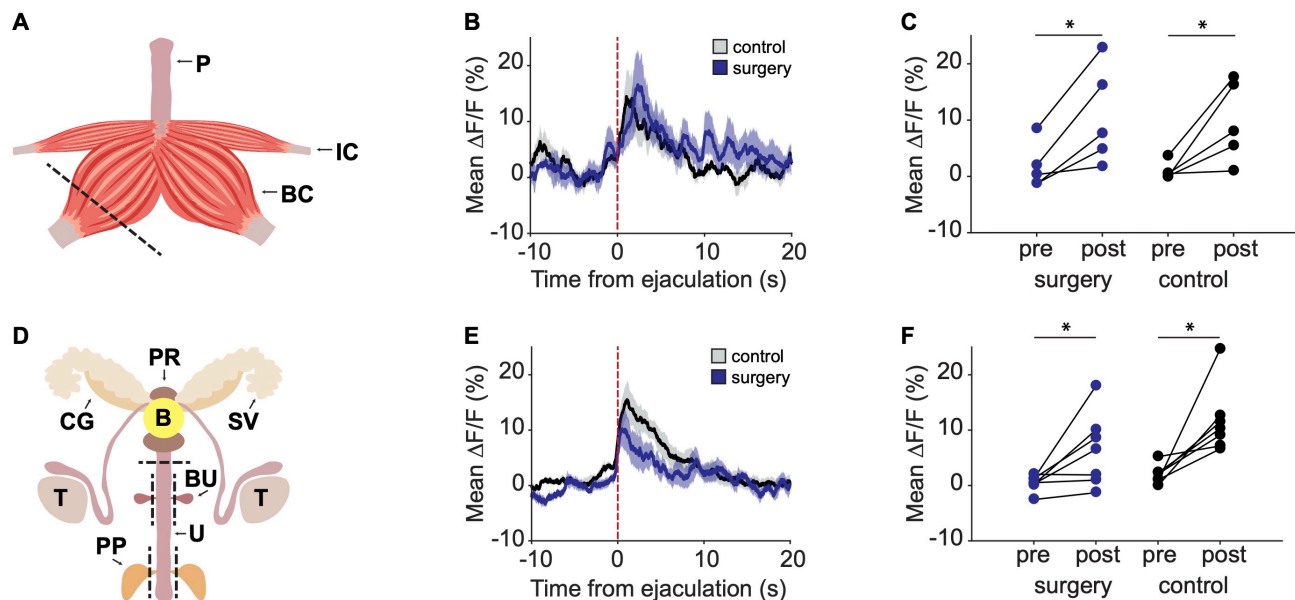 A
P
IC
BC
B
Mean ΔF/F (%)
20
10
0
-10
-10 0 10 20
Time from ejaculation (s)
control
surgery
C
Mean ΔF/F (%)
20
10
0
-10
* *
pre post pre post
surgery control
D
PR
CG
B
SV
T
BU
T
U
PP
E
Mean ΔF/F (%)
20
10
0
-10
-10 0 10 20
Time from ejaculation (s)
control
surgery
F
Mean ΔF/F (%)
20
10
0
-10
* *
pre post pre post
surgery control